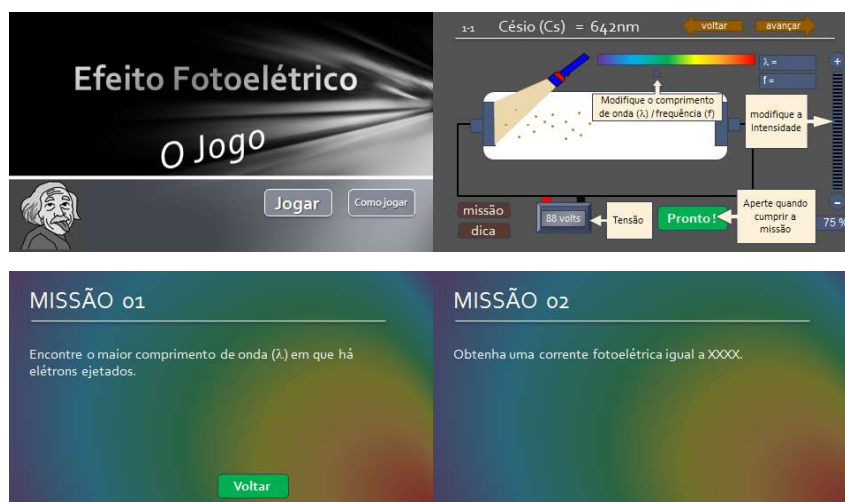 Efeito Fotoelétrico
O Jogo
Jogar
Como jogar
1-1 Césio (Cs) = 642nm
voltar
avançar
λ =
f =
+
Modifique o comprimento
de onda (λ) /frequência (f)
modifique a
Intensidade
missão
dica
88 volts
Tensão
Pronto!
Aperte quando
cumprir a
missão
-
75 %
MISSÃO 01
Encontre o maior comprimento de onda (λ) em que há
elétrons ejetados.
Voltar
MISSÃO 02
Obtenha uma corrente fotoelétrica igual a XXXX.